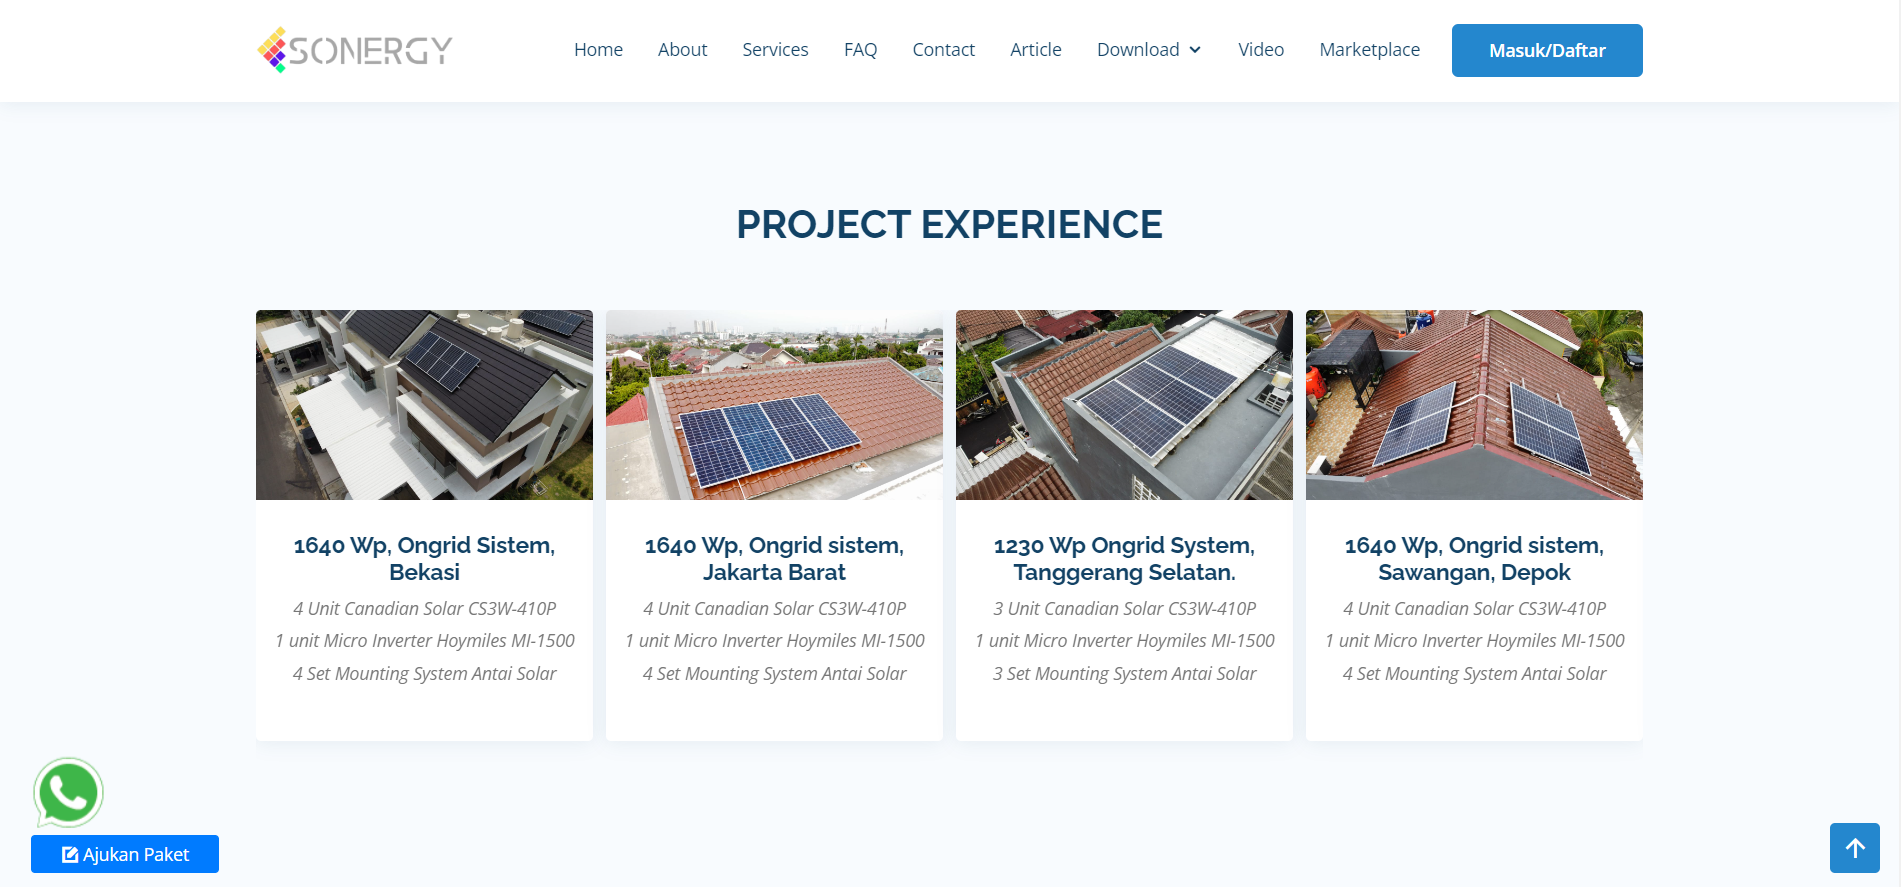 SONERGY
Home About Services FAQ Contact Article Download Video Marketplace Masuk/Daftar
PROJECT EXPERIENCE
1640 Wp, Ongrid Sistem,
Bekasi
4 Unit Canadian Solar CS3W-410P
1 unit Micro Inverter Hoymiles MI-1500
4 Set Mounting System Antai Solar
1640 Wp, Ongrid sistem,
Jakarta Barat
4 Unit Canadian Solar CS3W-410P
1 unit Micro Inverter Hoymiles MI-1500
4 Set Mounting System Antai Solar
1230 Wp Ongrid System,
Tanggerang Selatan.
3 Unit Canadian Solar CS3W-410P
1 unit Micro Inverter Hoymiles MI-1500
3 Set Mounting System Antai Solar
1640 Wp, Ongrid sistem,
Sawangan, Depok
4 Unit Canadian Solar CS3W-410P
1 unit Micro Inverter Hoymiles MI-1500
4 Set Mounting System Antai Solar
Ajukan Paket